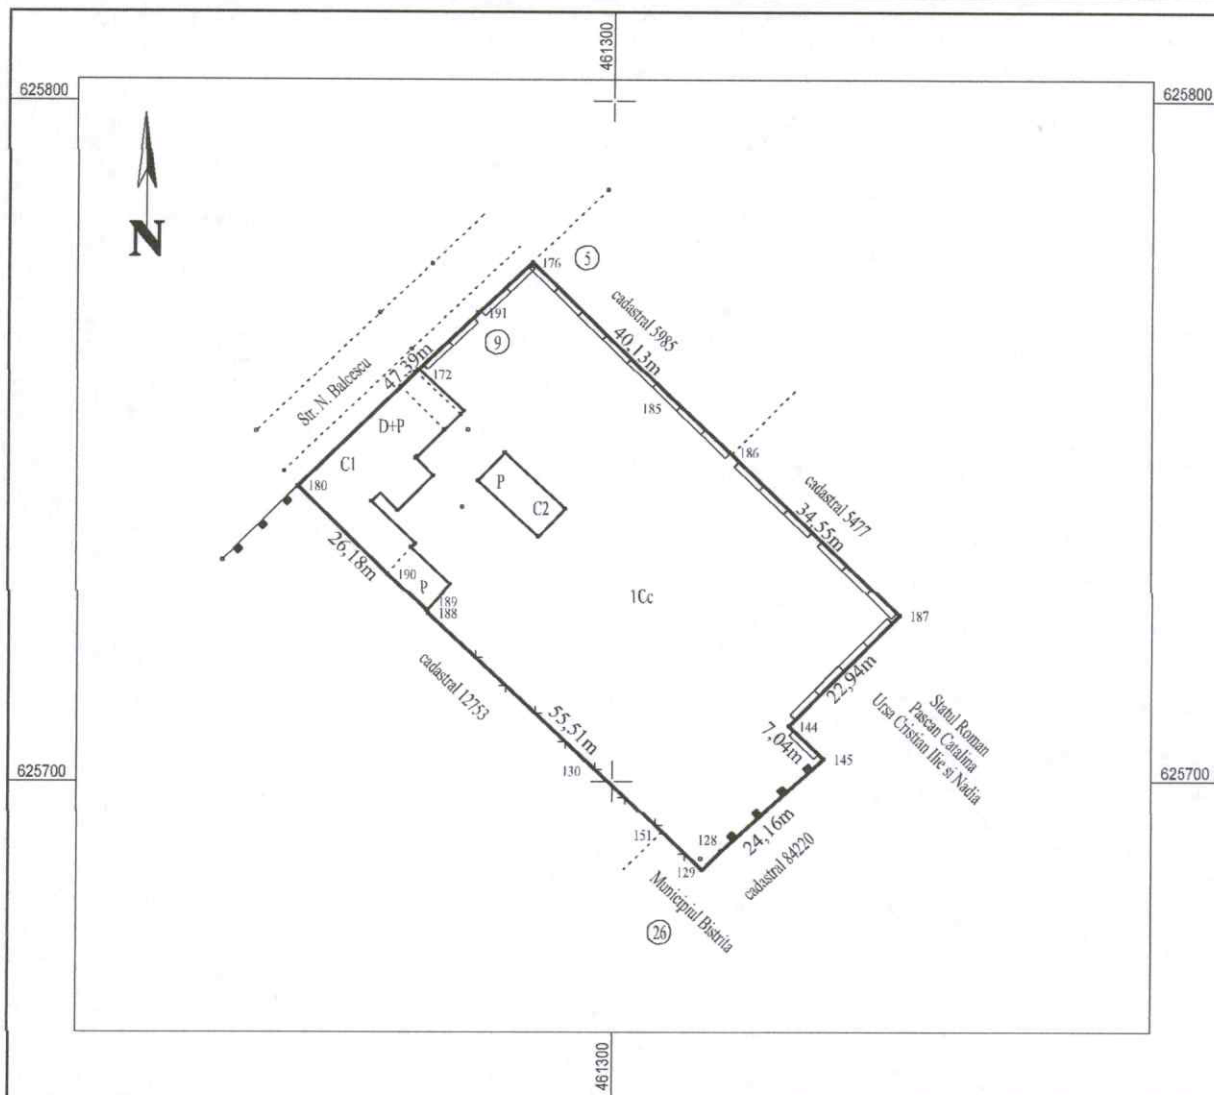 461300
625800
625800
N
176
5
191
9
cadastral 5985
40,13m
47,39m
172
Str. N. Balcescu
D+P
185
186
C1
P
C2
180
cadastral 5477
34,55m
26,18m
190
P
189
188
1Cc
187
22,94m
Statul Roman
Pascan Catalina
Ursa Cristian Ilie si Nadia
cadastral 12753
55,51m
144
7,04m
145
130
625700
625700
24,16m
151
128
129
cadastral 84220
Municipiul Bistrita
26
461300